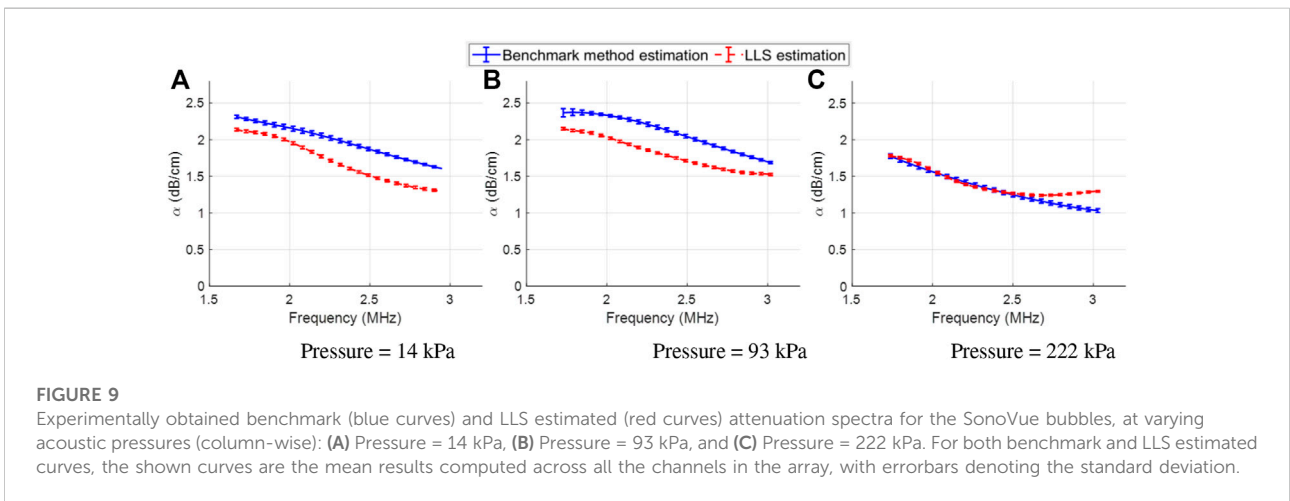 Benchmark method estimation LLS estimation
A
B
C
2.5
2
1.5
1
0.5
0
α (dB/cm)
1.5 2 2.5 3
Frequency (MHz)
Pressure = 14 kPa
2.5
2
1.5
1
0.5
0
α (dB/cm)
1.5 2 2.5 3
Frequency (MHz)
Pressure = 93 kPa
2.5
2
1.5
1
0.5
0
α (dB/cm)
1.5 2 2.5 3
Frequency (MHz)
Pressure = 222 kPa
FIGURE 9
Experimentally obtained benchmark (blue curves) and LLS estimated (red curves) attenuation spectra for the SonoVue bubbles, at varying
acoustic pressures (column-wise): (A) Pressure = 14 kPa, (B) Pressure = 93 kPa, and (C) Pressure = 222 kPa. For both benchmark and LLS estimated
curves, the shown curves are the mean results computed across all the channels in the array, with errorbars denoting the standard deviation.